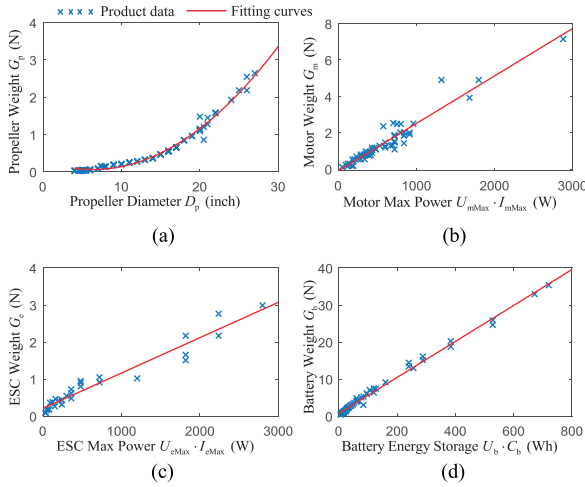 Product data
Fitting curves
Propeller Weight Gp (N)
4
3
2
1
0
0 10 20 30
Propeller Diameter Dp (inch)
(a)
Motor Weight Gm (N)
8
6
4
2
0
0 1000 2000 3000
Motor Max Power UmMax · ImMax (W)
(b)
ESC Weight Ge (N)
4
3
2
1
0
0 1000 2000 3000
ESC Max Power UeMax · IeMax (W)
(c)
Battery Weight Gb (N)
40
30
20
10
0
0 200 400 600 800
Battery Energy Storage Ub · Cb (Wh)
(d)